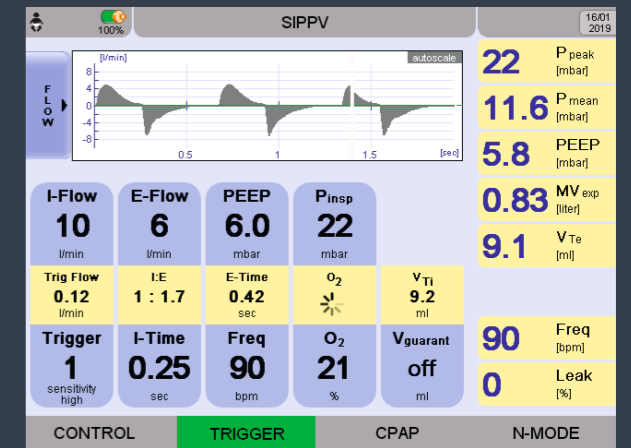 100%
SIPPV
16/01
2019
FLOW
[l/min]
autoscale
8
4
0
-4
-8
0.5
1
1.5
[sec]
22 Ppeak [mbar]
11.6 Pmean [mbar]
5.8 PEEP [mbar]
0.83 MVexp [liter]
9.1 VTe [ml]
I-Flow
10
l/min
E-Flow
6
l/min
PEEP
6.0
mbar
Pinsp
22
mbar
Trig Flow
0.12
l/min
I:E
1 : 1.7
E-Time
0.42
sec
O2
VTi
9.2
ml
Trigger
1
sensitivity
high
I-Time
0.25
sec
Freq
90
bpm
O2
21
%
Vguarant
off
ml
90 Freq [bpm]
0 Leak [%]
CONTROL
TRIGGER
CPAP
N-MODE